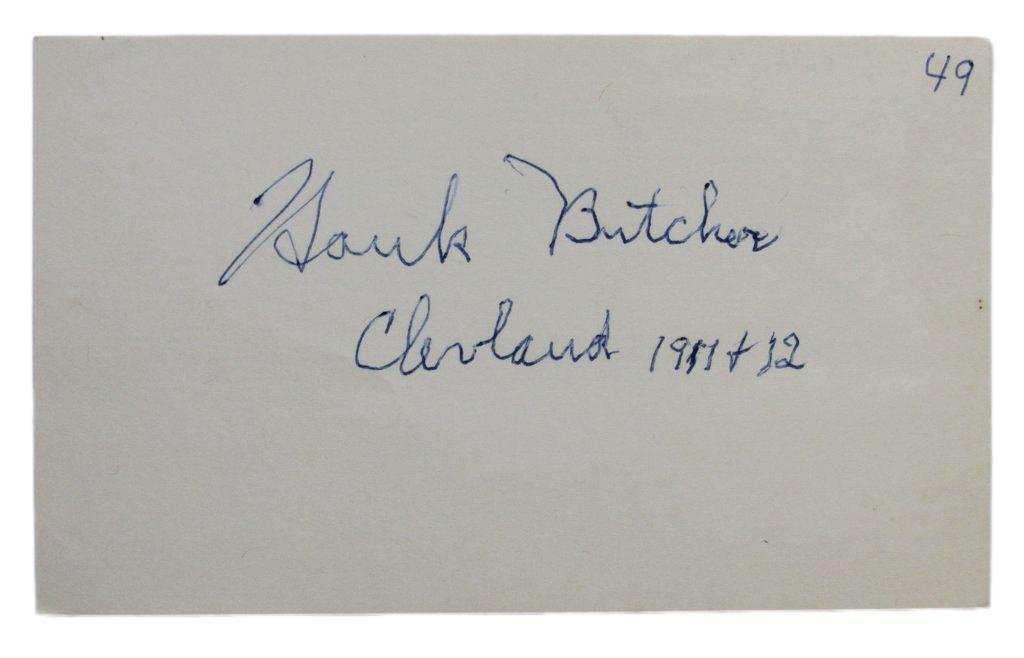 49
Hank Butcher
Clevland 1911 + 12